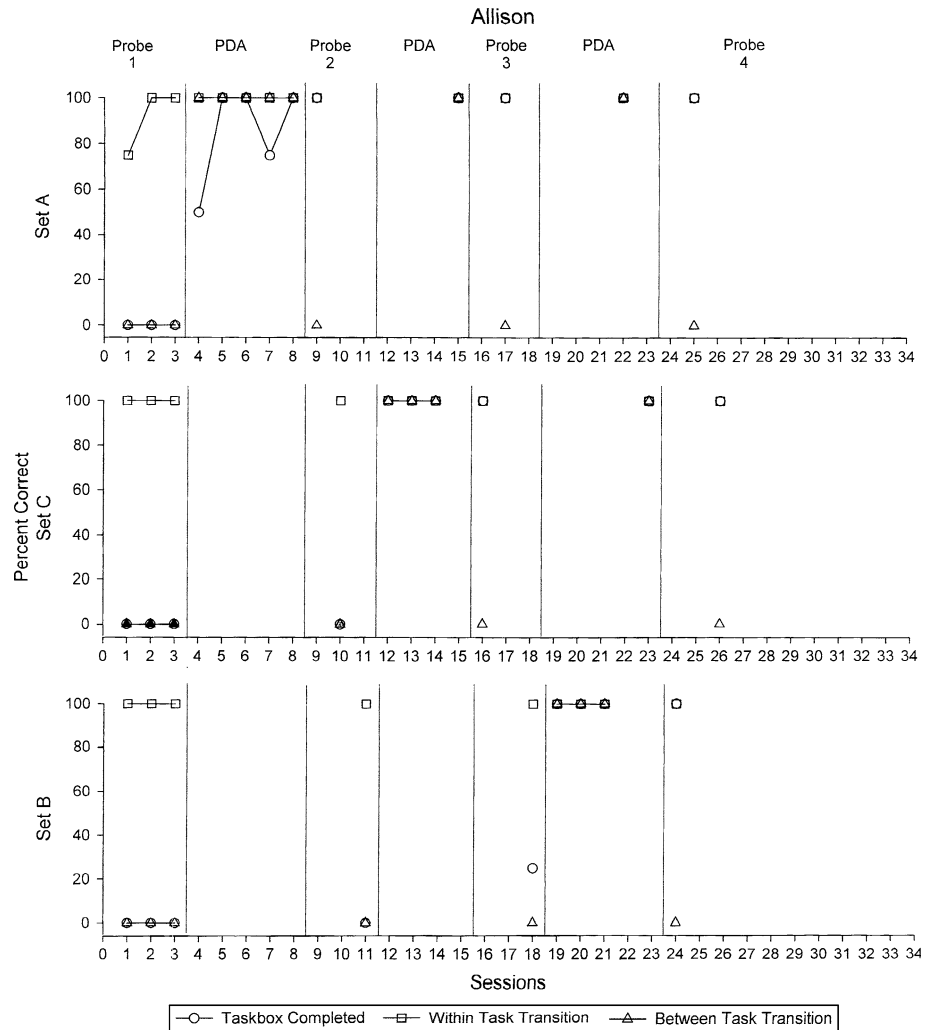 Allison
Probe 1 PDA Probe 2 PDA Probe 3 PDA Probe 4
Set A
100
80
60
40
20
0
0 1 2 3 4 5 6 7 8 9 10 11 12 13 14 15 16 17 18 19 20 21 22 23 24 25 26 27 28 29 30 31 32 33 34
Percent Correct
Set C
100
80
60
40
20
0
0 1 2 3 4 5 6 7 8 9 10 11 12 13 14 15 16 17 18 19 20 21 22 23 24 25 26 27 28 29 30 31 32 33 34
Set B
100
80
60
40
20
0
0 1 2 3 4 5 6 7 8 9 10 11 12 13 14 15 16 17 18 19 20 21 22 23 24 25 26 27 28 29 30 31 32 33 34
Sessions
Taskbox Completed Within Task Transition Between Task Transition